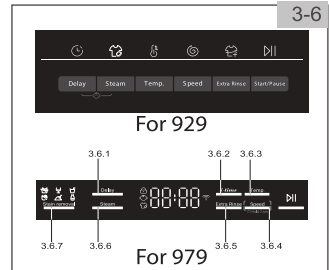 3-6
Delay Steam Temp. Speed Extra Rinse Start/Pause
For 929
3.6.1 3.6.2 3.6.3
Delay Temp.
88:88
Stain removal Steam Extra Rinse Speed
3.6.7 3.6.6 3.6.5 3.6.4
For 979